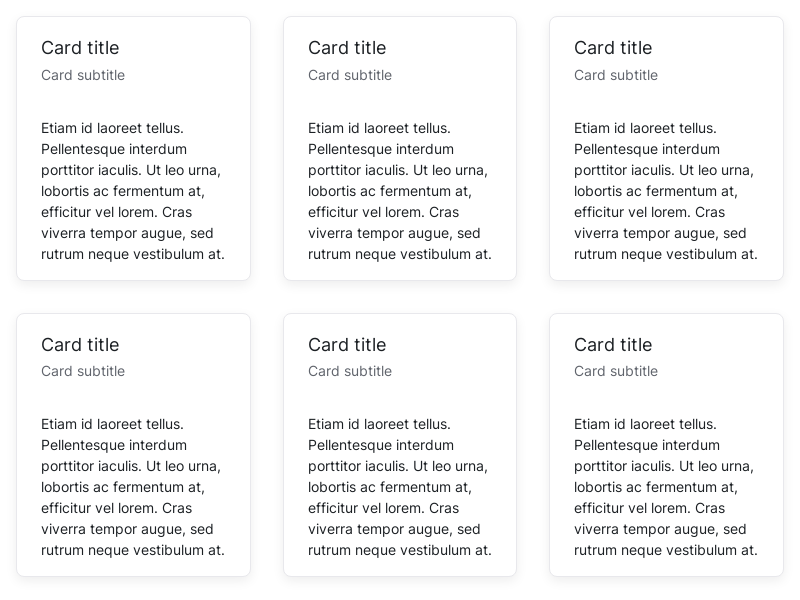 Card title
Card subtitle
Etiam id laoreet tellus.
Pellentesque interdum
porttitor iaculis. Ut leo urna,
lobortis ac fermentum at,
efficitur vel lorem. Cras
viverra tempor augue, sed
rutrum neque vestibulum at.
Card title
Card subtitle
Etiam id laoreet tellus.
Pellentesque interdum
porttitor iaculis. Ut leo urna,
lobortis ac fermentum at,
efficitur vel lorem. Cras
viverra tempor augue, sed
rutrum neque vestibulum at.
Card title
Card subtitle
Etiam id laoreet tellus.
Pellentesque interdum
porttitor iaculis. Ut leo urna,
lobortis ac fermentum at,
efficitur vel lorem. Cras
viverra tempor augue, sed
rutrum neque vestibulum at.
Card title
Card subtitle
Etiam id laoreet tellus.
Pellentesque interdum
porttitor iaculis. Ut leo urna,
lobortis ac fermentum at,
efficitur vel lorem. Cras
viverra tempor augue, sed
rutrum neque vestibulum at.
Card title
Card subtitle
Etiam id laoreet tellus.
Pellentesque interdum
porttitor iaculis. Ut leo urna,
lobortis ac fermentum at,
efficitur vel lorem. Cras
viverra tempor augue, sed
rutrum neque vestibulum at.
Card title
Card subtitle
Etiam id laoreet tellus.
Pellentesque interdum
porttitor iaculis. Ut leo urna,
lobortis ac fermentum at,
efficitur vel lorem. Cras
viverra tempor augue, sed
rutrum neque vestibulum at.